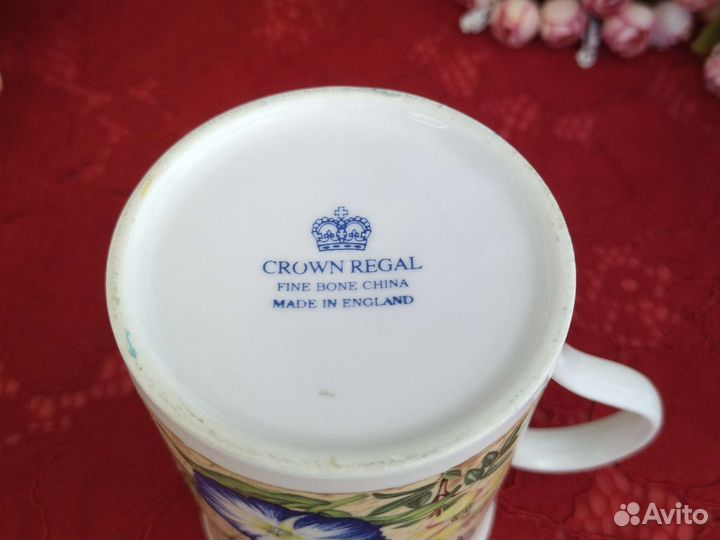 CROWN REGAL
FINE BONE CHINA
MADE IN ENGLAND
Avito